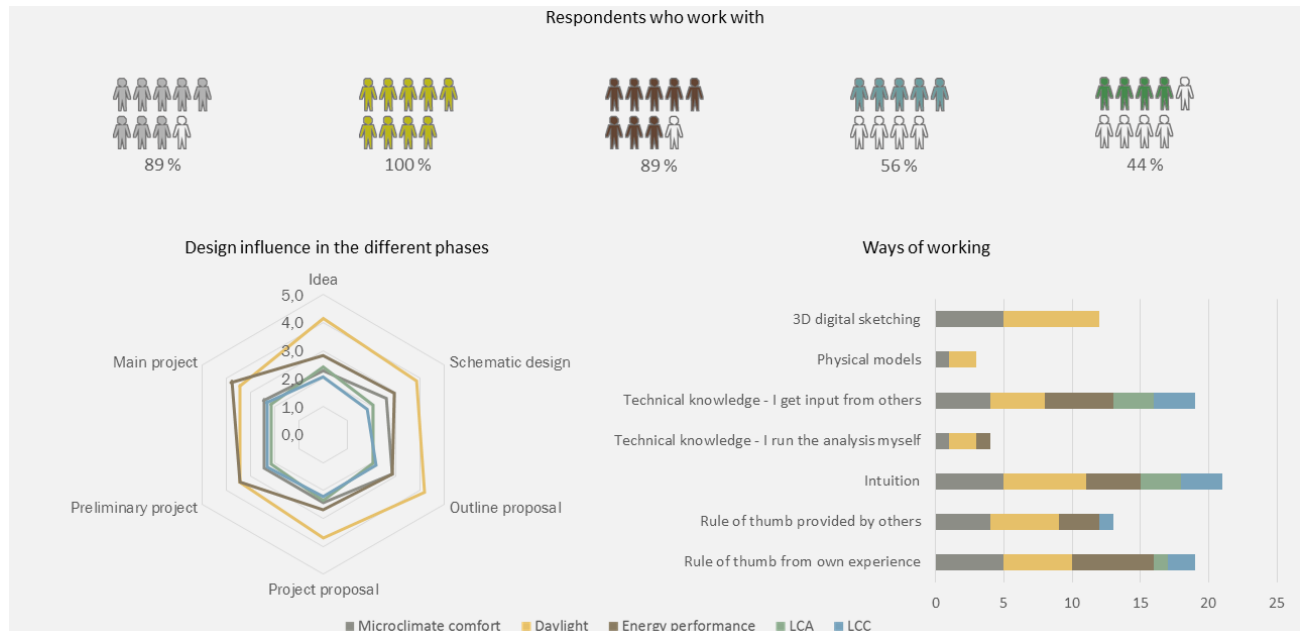 Respondents who work with
89 %
100 %
89 %
56 %
44 %
Design influence in the different phases
Idea
5,0
4,0
3,0
2,0
1,0
0,0
Schematic design
Outline proposal
Project proposal
Preliminary project
Main project
Ways of working
3D digital sketching
Physical models
Technical knowledge - I get input from others
Technical knowledge - I run the analysis myself
Intuition
Rule of thumb provided by others
Rule of thumb from own experience
0 5 10 15 20 25
Microclimate comfort Daylight Energy performance LCA LCC